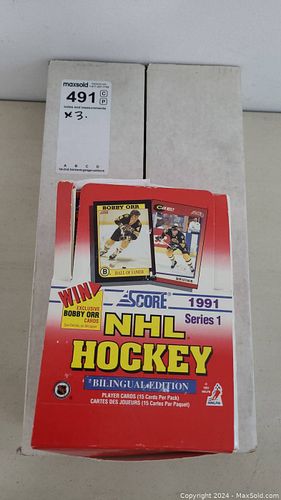 maxsold
491
C
P
x 3.
A B C D
BOBBY ORR
HALL OF FAMER
B
WIN!
EXCLUSIVE
BOBBY ORR
CARDS
SCORE
1991
Series 1
NHL
HOCKEY
BILINGUAL EDITION
PLAYER CARDS (15 Cards Per Pack)
CARTES DES JOUEURS (15 Cartes Par Paquet)
Copyright © 2024 - MaxSold.com